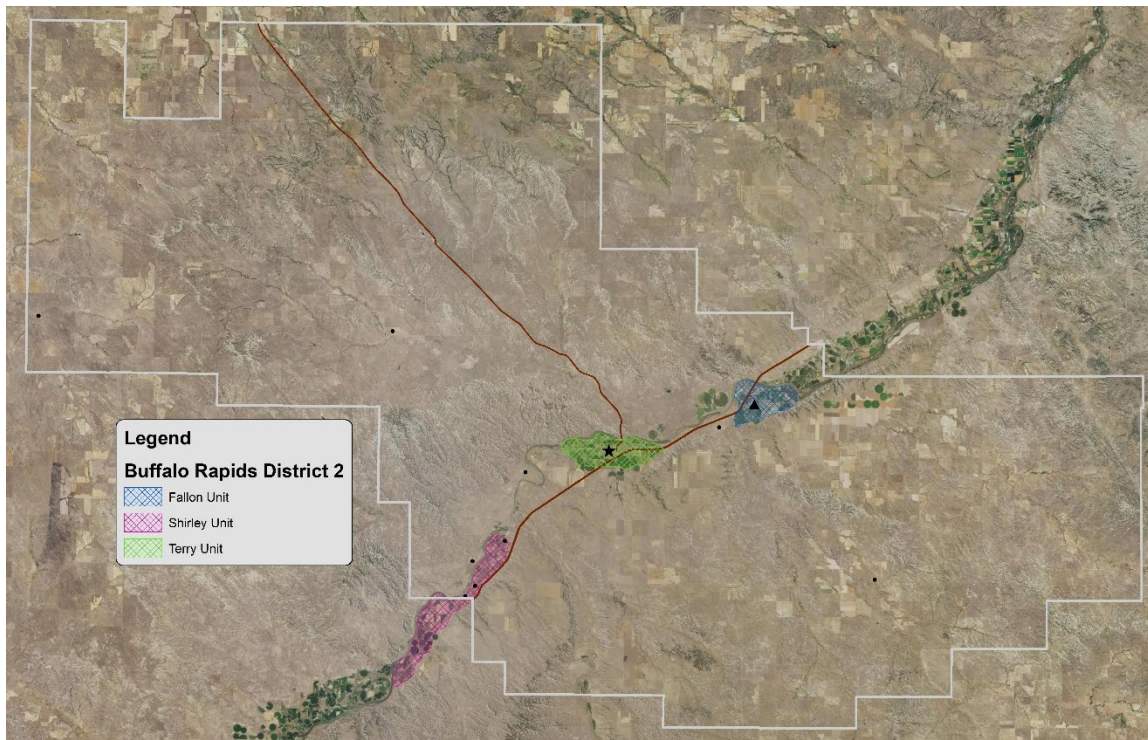 Legend
Buffalo Rapids District 2
Fallon Unit
Shirley Unit
Terry Unit